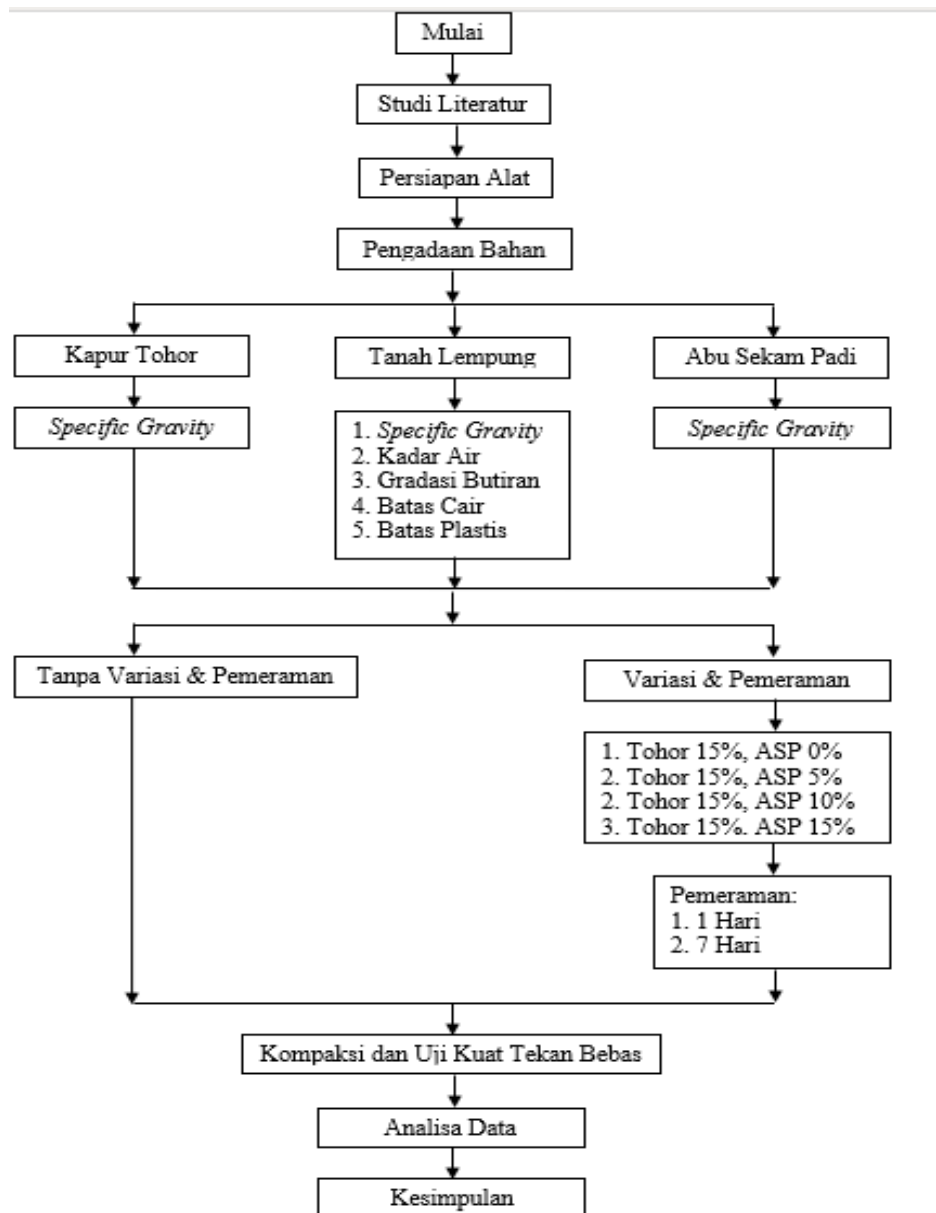 Mulai
Studi Literatur
Persiapan Alat
Pengadaan Bahan
Kapur Tohor
Tanah Lempung
Abu Sekam Padi
Specific Gravity
1. Specific Gravity
2. Kadar Air
3. Gradasi Butiran
4. Batas Cair
5. Batas Plastis
Specific Gravity
Tanpa Variasi & Pemeraman
Variasi & Pemeraman
1. Tohor 15%, ASP 0%
2. Tohor 15%, ASP 5%
2. Tohor 15%, ASP 10%
3. Tohor 15%. ASP 15%
Pemeraman:
1. 1 Hari
2. 7 Hari
Kompaksi dan Uji Kuat Tekan Bebas
Analisa Data
Kesimpulan